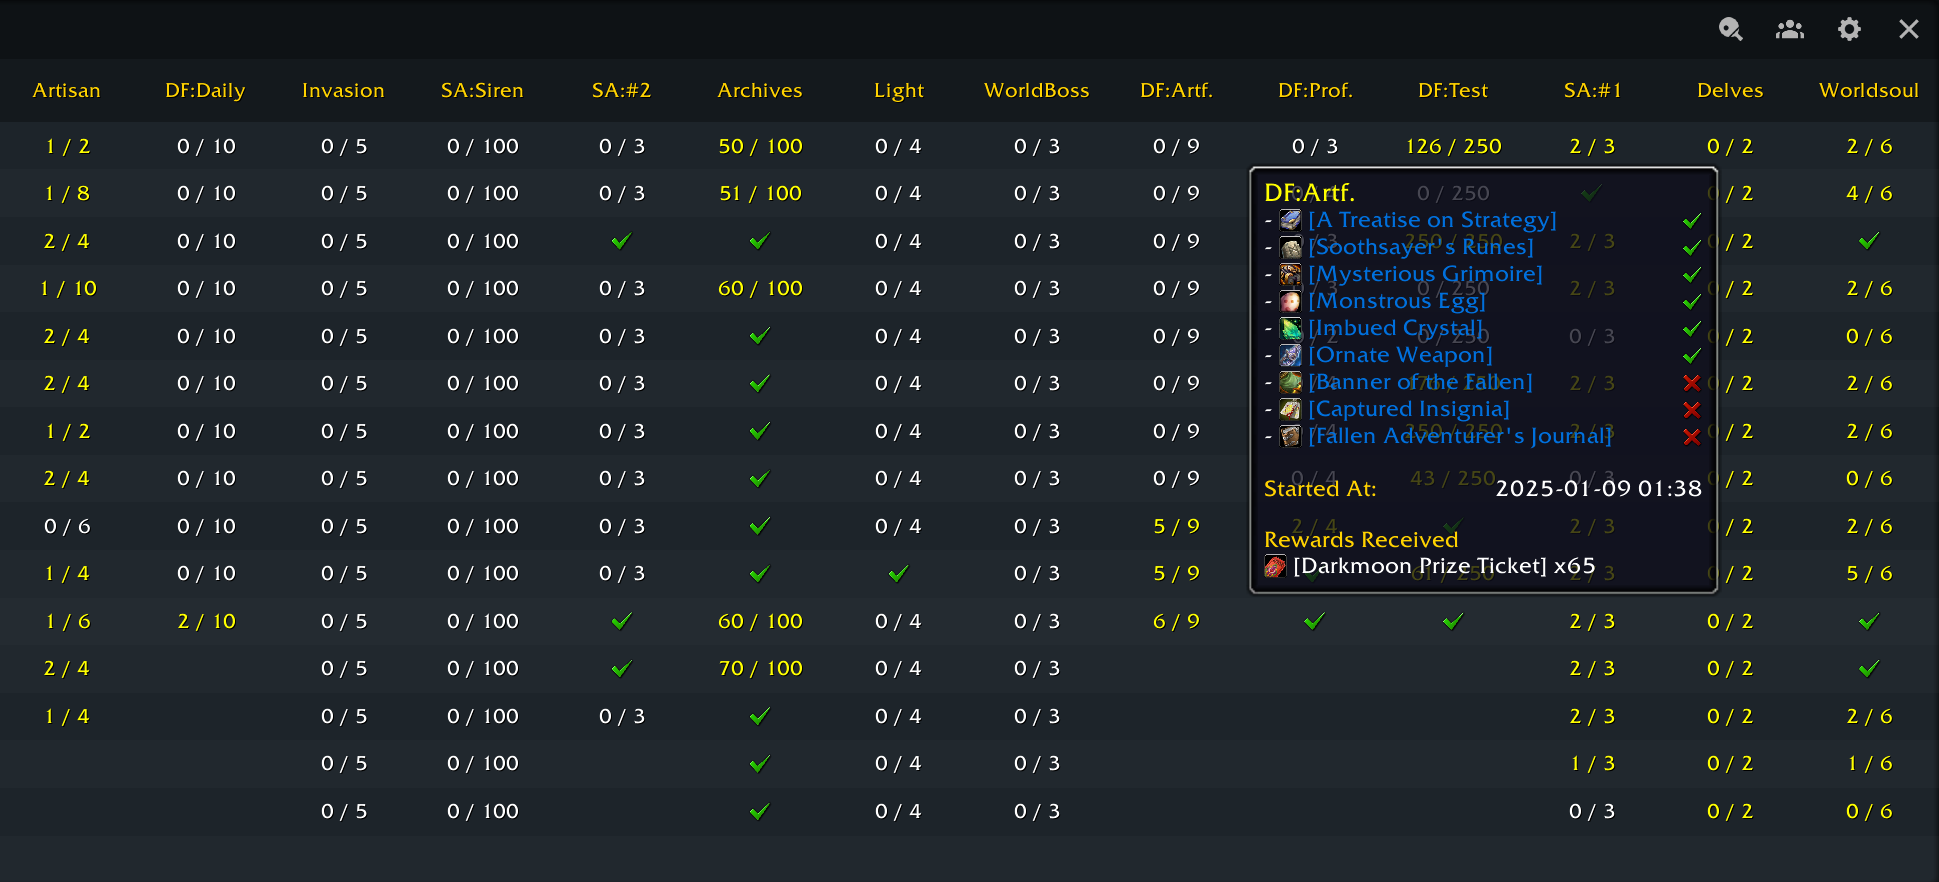 Artisan DF:Daily Invasion SA:Siren SA:#2 Archives Light WorldBoss DF:Artf. DF:Prof. DF:Test SA:#1 Delves Worldsoul
1 / 2 0 / 10 0 / 5 0 / 100 0 / 3 50 / 100 0 / 4 0 / 3 0 / 9 0 / 3 126 / 250 2 / 3 0 / 2 2 / 6
1 / 8 0 / 10 0 / 5 0 / 100 0 / 3 51 / 100 0 / 4 0 / 3 0 / 9 0 / 250 0 / 2 4 / 6
2 / 4 0 / 10 0 / 5 0 / 100 0 / 4 0 / 3 0 / 9 250 / 250 2 / 3 0 / 2
1 / 10 0 / 10 0 / 5 0 / 100 0 / 3 60 / 100 0 / 4 0 / 3 0 / 9 0 / 3 0 / 250 2 / 3 0 / 2 2 / 6
2 / 4 0 / 10 0 / 5 0 / 100 0 / 3 0 / 4 0 / 3 0 / 9 0 / 2 0 / 250 0 / 3 0 / 2 0 / 6
2 / 4 0 / 10 0 / 5 0 / 100 0 / 3 0 / 4 0 / 3 0 / 9 2 / 3 0 / 2 2 / 6
1 / 2 0 / 10 0 / 5 0 / 100 0 / 3 0 / 4 0 / 3 0 / 9 250 / 250 2 / 3 0 / 2 2 / 6
2 / 4 0 / 10 0 / 5 0 / 100 0 / 3 0 / 4 0 / 3 0 / 9 0 / 4 43 / 250 0 / 3 0 / 2 0 / 6
0 / 6 0 / 10 0 / 5 0 / 100 0 / 3 0 / 4 0 / 3 5 / 9 2 / 4 2 / 3 0 / 2 2 / 6
1 / 4 0 / 10 0 / 5 0 / 100 0 / 3 0 / 3 5 / 9 61 / 250 2 / 3 0 / 2 5 / 6
1 / 6 2 / 10 0 / 5 0 / 100 60 / 100 0 / 4 0 / 3 6 / 9 2 / 3 0 / 2
2 / 4 0 / 5 0 / 100 70 / 100 0 / 4 0 / 3 2 / 3 0 / 2
1 / 4 0 / 5 0 / 100 0 / 3 0 / 4 0 / 3 2 / 3 0 / 2 2 / 6
0 / 5 0 / 100 0 / 4 0 / 3 1 / 3 0 / 2 1 / 6
0 / 5 0 / 100 0 / 4 0 / 3 0 / 3 0 / 2 0 / 6
DF:Artf.
- [A Treatise on Strategy]
- [Soothsayer's Runes]
- [Mysterious Grimoire]
- [Monstrous Egg]
- [Imbued Crystal]
- [Ornate Weapon]
- [Banner of the Fallen]
- [Captured Insignia]
- [Fallen Adventurer's Journal]
Started At: 2025-01-09 01:38
Rewards Received
[Darkmoon Prize Ticket] x65